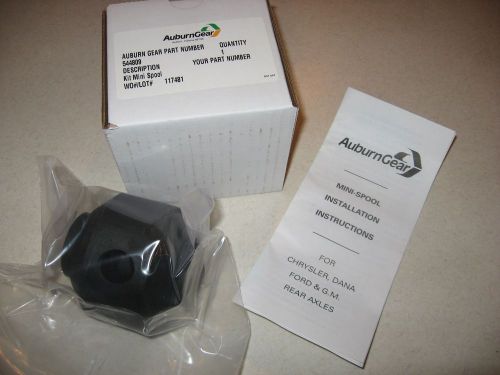 AuburnGear
AUBURN GEAR PART NUMBER QUANTITY
544809 1
DESCRIPTION YOUR PART NUMBER
Kit Mini Spool
WO#/LOT# 117481
AuburnGear
MINI-SPOOL
INSTALLATION
INSTRUCTIONS
FOR
CHRYSLER, DANA
FORD & G.M.
REAR AXLES